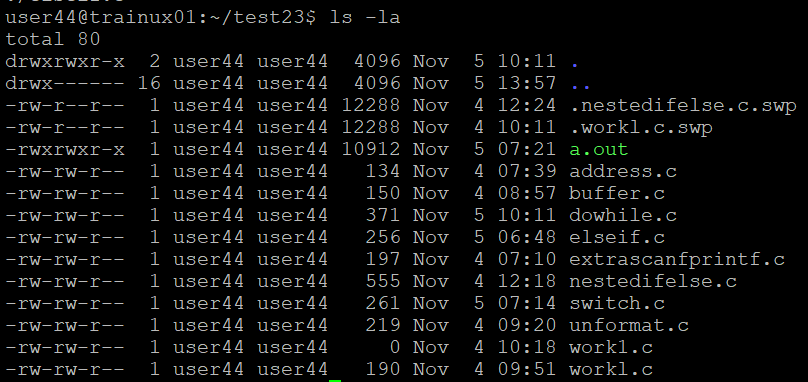 user44@trainux01:~/test23$ ls -la
total 80
drwxrwxr-x  2 user44 user44  4096 Nov  5 10:11 .
drwx------ 16 user44 user44  4096 Nov  5 13:57 ..
-rw-r--r--  1 user44 user44 12288 Nov  4 12:24 .nestedifelse.c.swp
-rw-r--r--  1 user44 user44 12288 Nov  4 10:11 .workl.c.swp
-rwxrwxr-x  1 user44 user44 10912 Nov  5 07:21 a.out
-rw-rw-r--  1 user44 user44   134 Nov  4 07:39 address.c
-rw-rw-r--  1 user44 user44   150 Nov  4 08:57 buffer.c
-rw-rw-r--  1 user44 user44   371 Nov  5 10:11 dowhile.c
-rw-rw-r--  1 user44 user44   256 Nov  5 06:48 elseif.c
-rw-rw-r--  1 user44 user44   197 Nov  4 07:10 extrascanfprintf.c
-rw-rw-r--  1 user44 user44   555 Nov  4 12:18 nestedifelse.c
-rw-rw-r--  1 user44 user44   261 Nov  5 07:14 switch.c
-rw-rw-r--  1 user44 user44   219 Nov  4 09:20 unformat.c
-rw-rw-r--  1 user44 user44     0 Nov  4 10:18 work1.c
-rw-rw-r--  1 user44 user44   190 Nov  4 09:51 workl.c